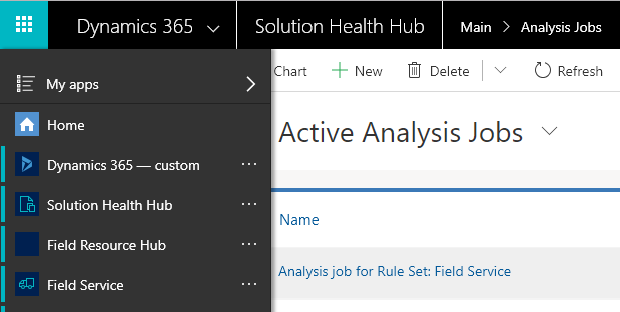 Dynamics 365 Solution Health Hub Main > Analysis Jobs
My apps
Home
Dynamics 365 — custom ...
Solution Health Hub ...
Field Resource Hub ...
Field Service ...
Chart + New Delete Refresh
Active Analysis Jobs
Name
Analysis job for Rule Set: Field Service